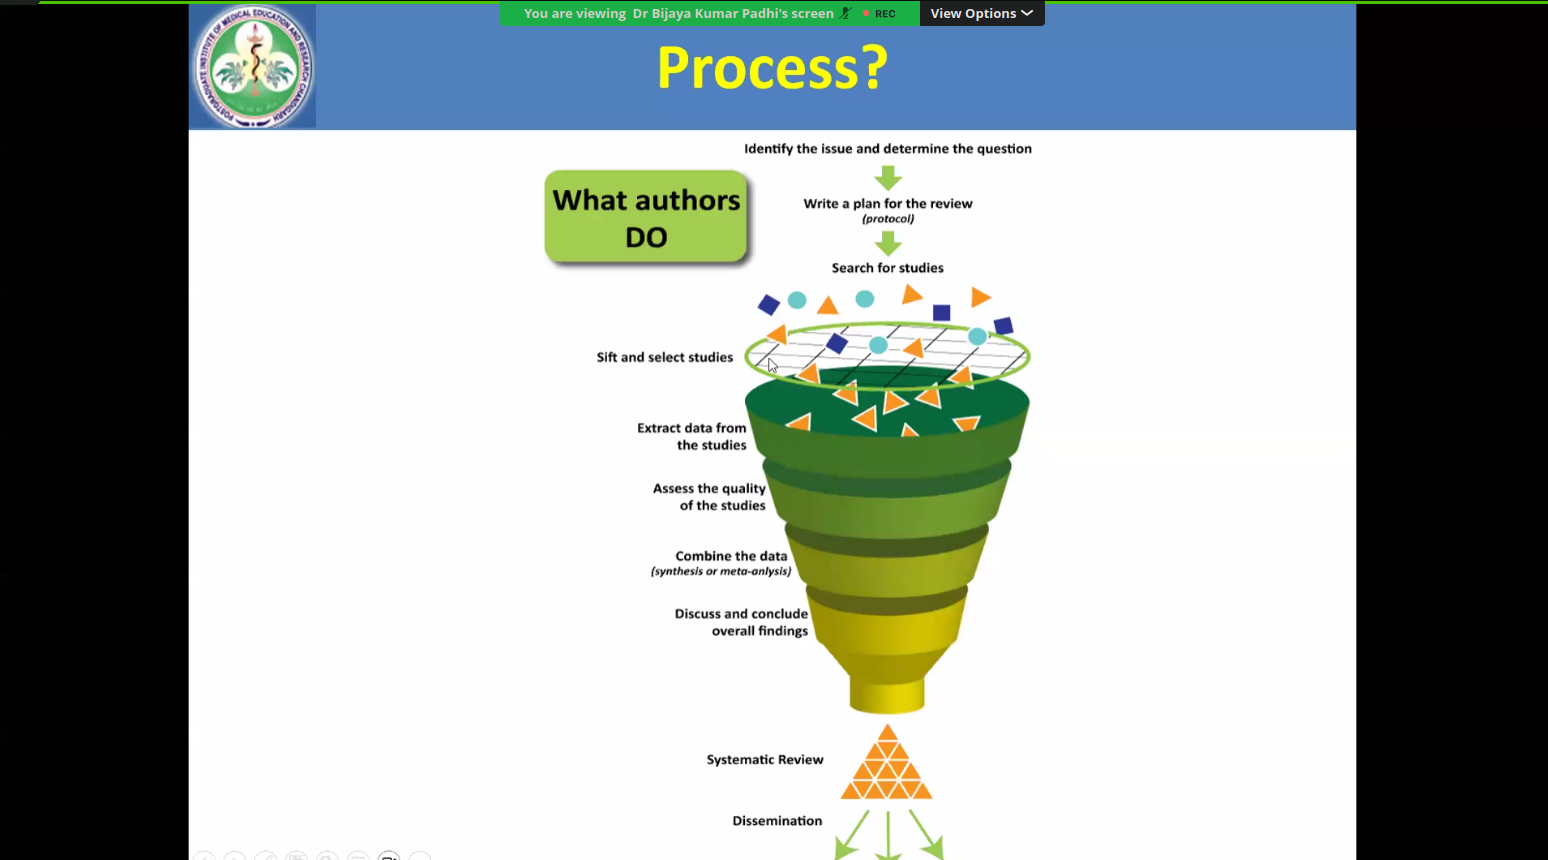 You are viewing Dr Bijaya Kumar Padhi's screen
REC
View Options
POSTGRADUATE INSTITUTE OF MEDICAL EDUCATION AND RESEARCH CHANDIGARH
Process?
Identify the issue and determine the question
What authors
DO
Write a plan for the review
(protocol)
Search for studies
Sift and select studies
Extract data from
the studies
Assess the quality
of the studies
Combine the data
(synthesis or meta-anlysis)
Discuss and conclude
overall findings
Systematic Review
Dissemination